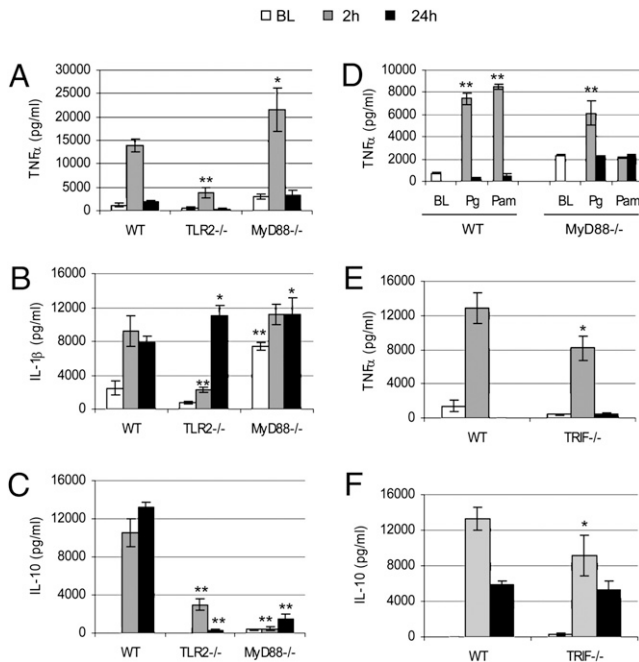 BL 2h 24h
A
TNFα (pg/ml)
30000
25000
20000
15000
10000
5000
0
*
**
WT TLR2-/- MyD88-/-
D
TNFα (pg/ml)
10000
8000
6000
4000
2000
0
** ** **
BL Pg Pam BL Pg Pam
WT MyD88-/-
B
IL-1β (pg/ml)
16000
12000
8000
4000
0
** * ** *
WT TLR2-/- MyD88-/-
E
TNFα (pg/ml)
16000
12000
8000
4000
0
*
WT TRIF-/-
C
IL-10 (pg/ml)
16000
12000
8000
4000
0
** ** ** **
WT TLR2-/- MyD88-/-
F
IL-10 (pg/ml)
16000
12000
8000
4000
0
*
WT TRIF-/-